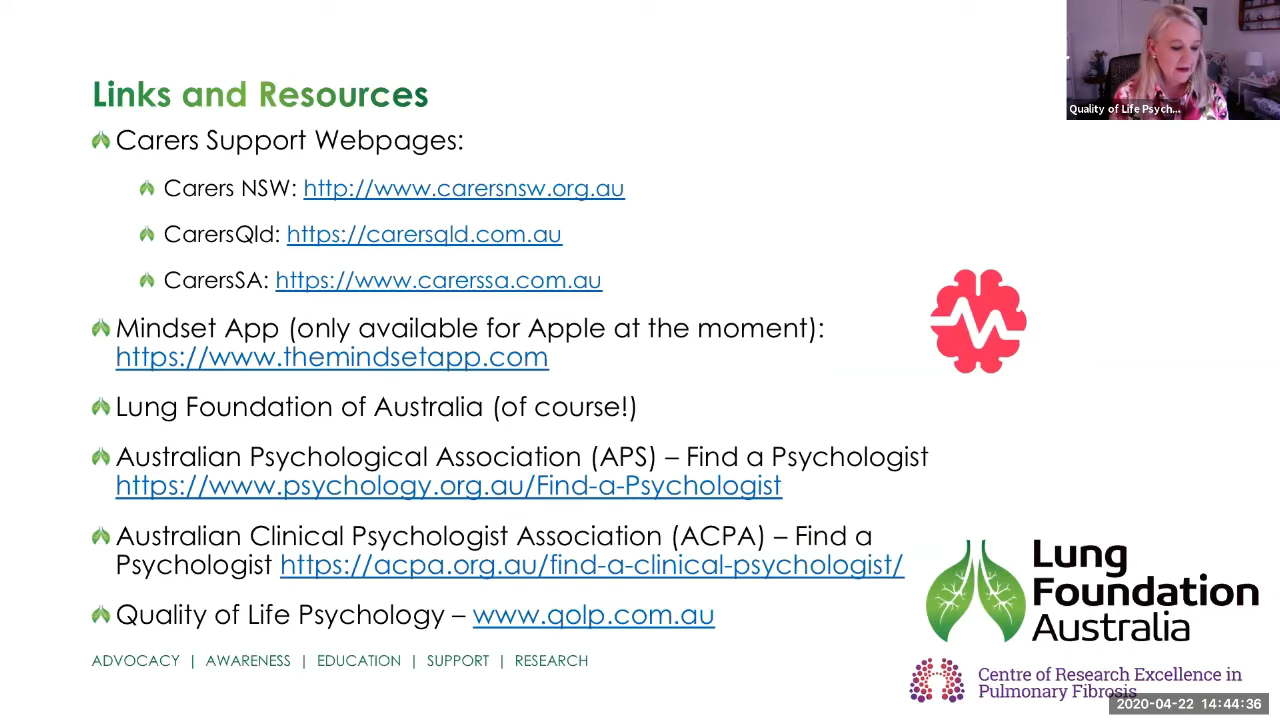 Links and Resources
Carers Support Webpages:
Carers NSW: http://www.carersnsw.org.au
CarersQld: https://carersqld.com.au
CarersSA: https://www.carerssa.com.au
Mindset App (only available for Apple at the moment):
https://www.themindsetapp.com
Lung Foundation of Australia (of course!)
Australian Psychological Association (APS) – Find a Psychologist
https://www.psychology.org.au/Find-a-Psychologist
Australian Clinical Psychologist Association (ACPA) – Find a
Psychologist https://acpa.org.au/find-a-clinical-psychologist/
Quality of Life Psychology – www.qolp.com.au
ADVOCACY | AWARENESS | EDUCATION | SUPPORT | RESEARCH
Quality of Life Psych...
Lung
Foundation
Australia
Centre of Research Excellence in
Pulmonary Fibrosis
2020-04-22 14:44:36